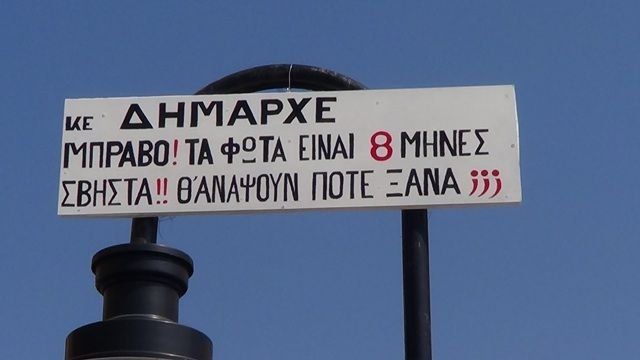 κε ΔΗΜΑΡΧΕ
ΜΠΡΑΒΟ! ΤΑ ΦΩΤΑ ΕΙΝΑΙ 8 ΜΗΝΕΣ
ΣΒΗΣΤΑ!! Θ'ΑΝΑΨΟΥΝ ΠΟΤΕ ΞΑΝΑ ;;;